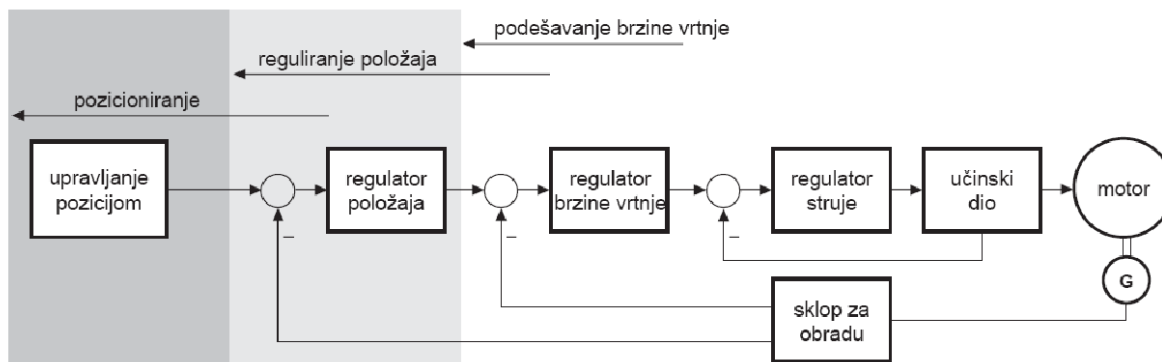 podešavanje brzine vrtnje
reguliranje položaja
pozicioniranje
upravljanje
pozicijom
regulator
položaja
regulator
brzine vrtnje
regulator
struje
učinski
dio
motor
–
–
–
G
sklop za
obradu